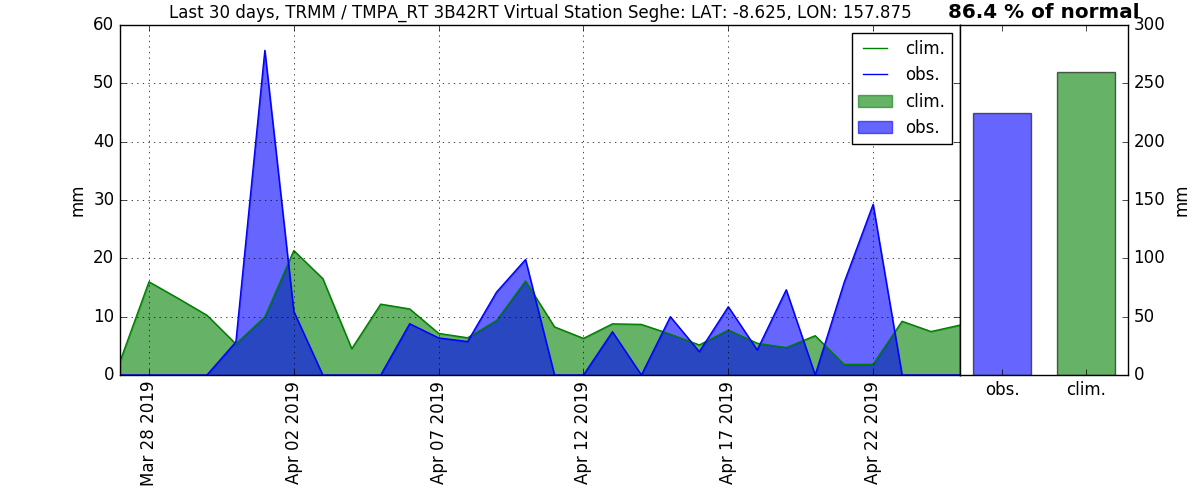 Last 30 days, TRMM / TMPA_RT 3B42RT Virtual Station Seghe: LAT: -8.625, LON: 157.875
86.4 % of normal
60
50
40
30
20
10
0
mm
clim.
obs.
clim.
obs.
Mar 28 2019
Apr 02 2019
Apr 07 2019
Apr 12 2019
Apr 17 2019
Apr 22 2019
300
250
200
150
100
50
0
mm
obs.
clim.